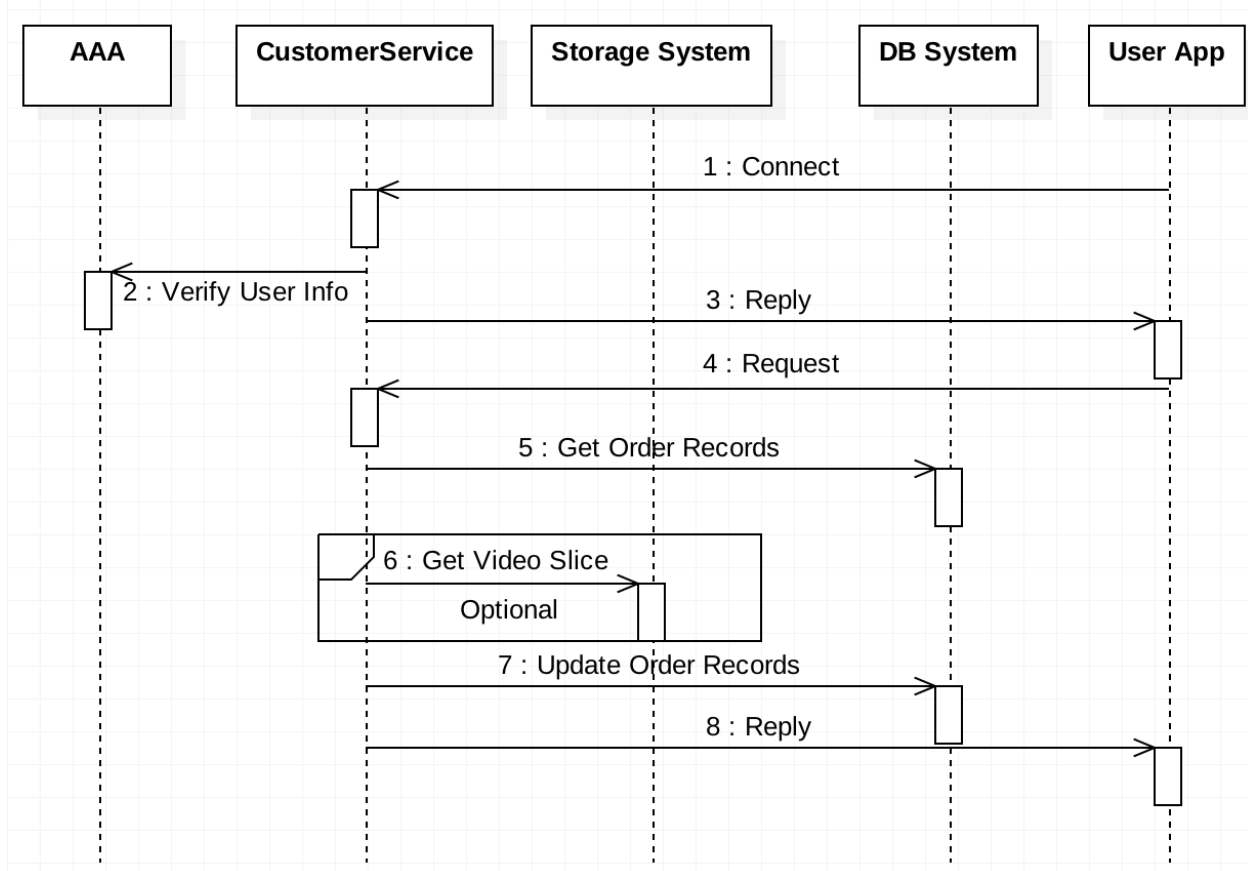 AAA
CustomerService
Storage System
DB System
User App
1 : Connect
2 : Verify User Info
3 : Reply
4 : Request
5 : Get Order Records
6 : Get Video Slice
Optional
7 : Update Order Records
8 : Reply